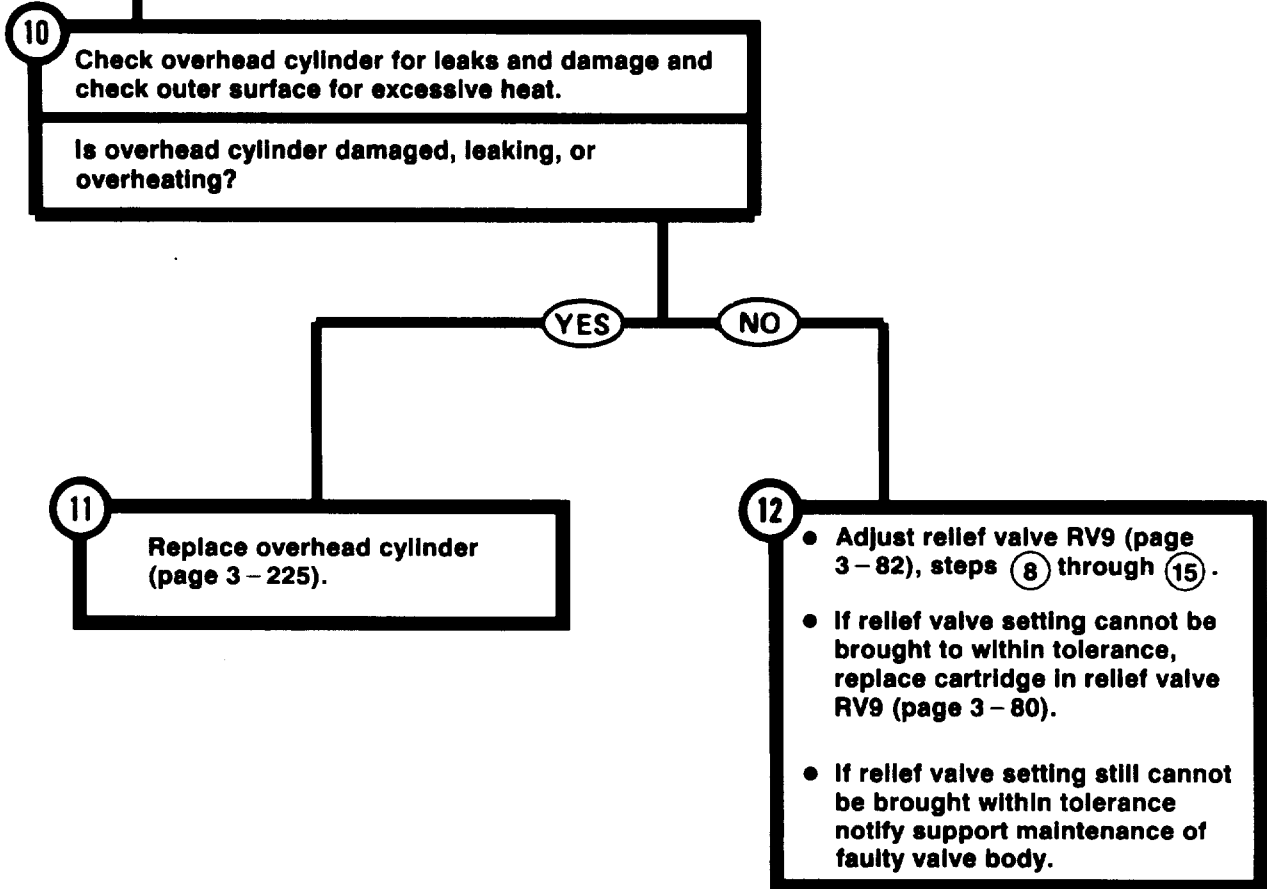 10
Check overhead cylinder for leaks and damage and
check outer surface for excessive heat.
Is overhead cylinder damaged, leaking, or
overheating?
YES
NO
11
Replace overhead cylinder
(page 3–225).
12
● Adjust relief valve RV9 (page
3–82), steps 8 through 15.
● If relief valve setting cannot be
brought to within tolerance,
replace cartridge in relief valve
RV9 (page 3–80).
● If relief valve setting still cannot
be brought within tolerance
notify support maintenance of
faulty valve body.